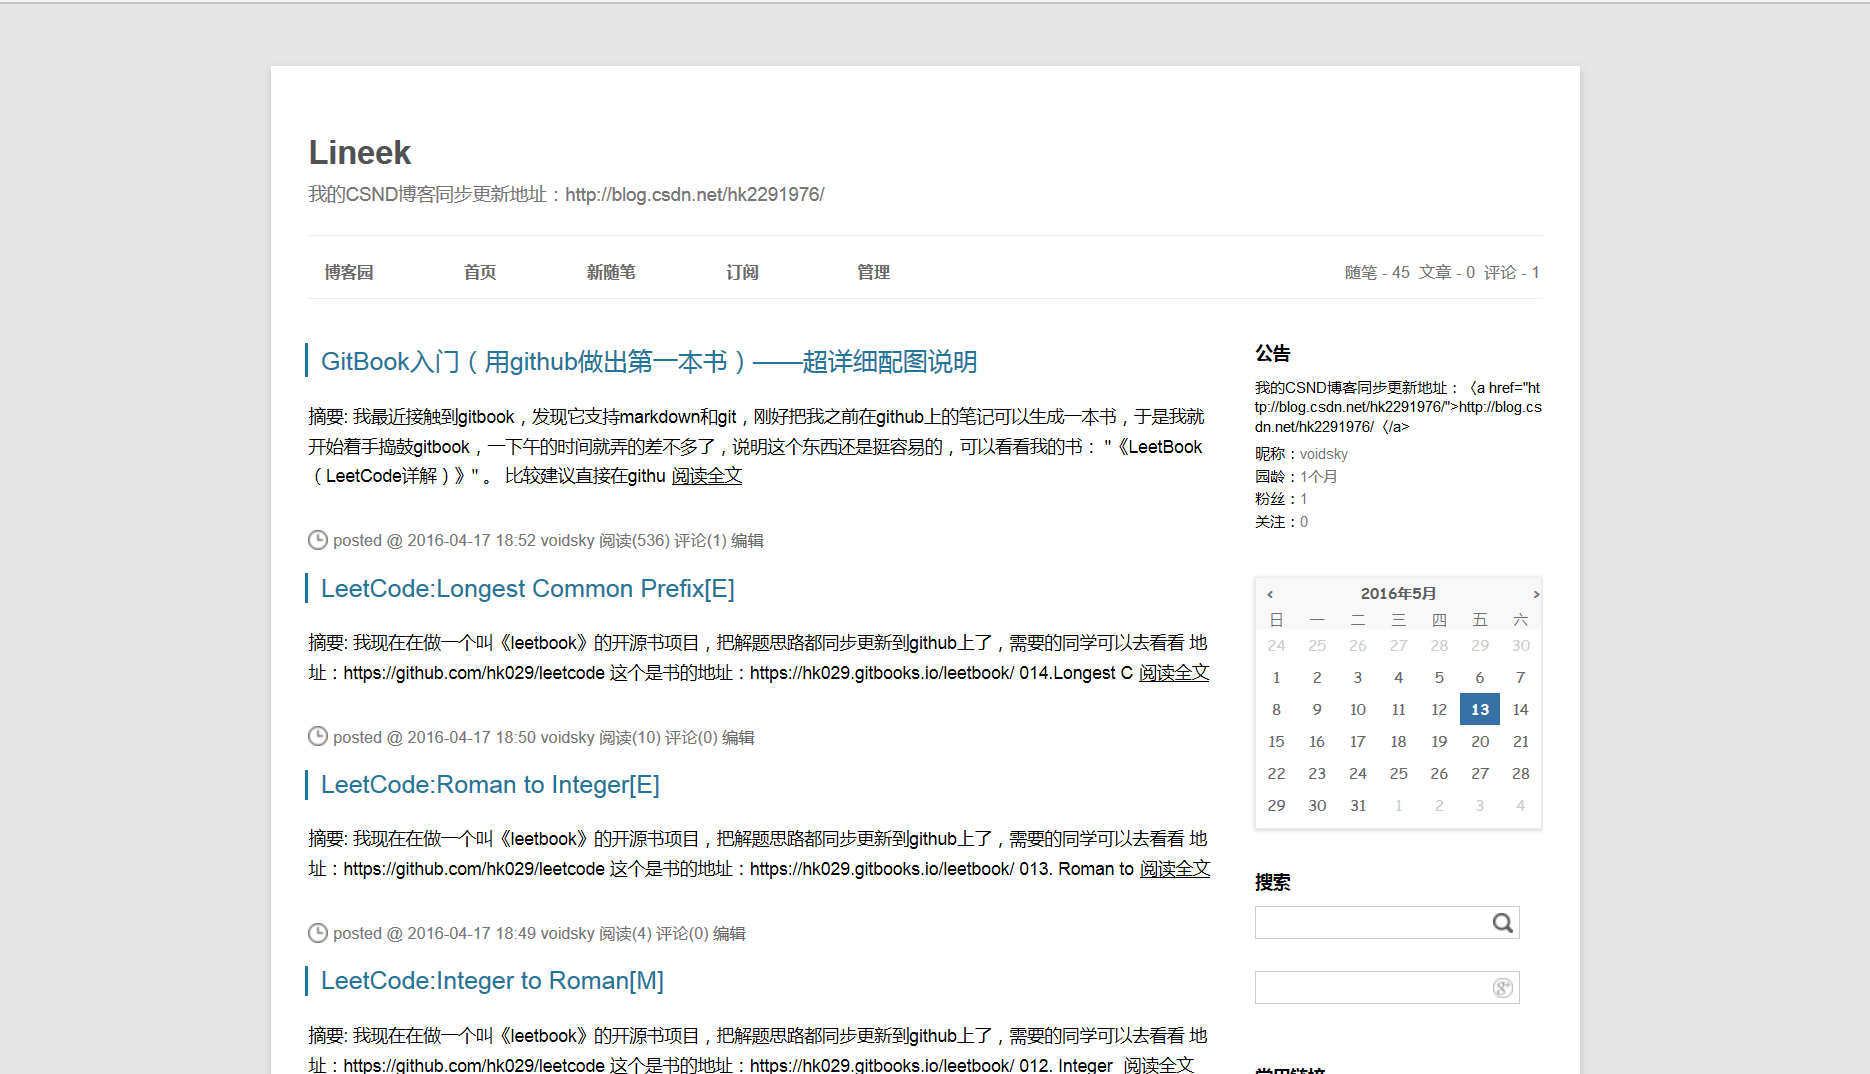 Lineek
我的CSND博客同步更新地址：http://blog.csdn.net/hk2291976/
博客园 首页 新随笔 订阅 管理 随笔 - 45 文章 - 0 评论 - 1
GitBook入门（用github做出第一本书）——超详细配图说明
摘要: 我最近接触到gitbook，发现它支持markdown和git，刚好把我之前在github上的笔记可以生成一本书，于是我就
开始着手捣鼓gitbook，一下午的时间就弄的差不多了，说明这个东西还是挺容易的，可以看看我的书： "《LeetBook
（LeetCode详解）》" 。 比较建议直接在githu 阅读全文
posted @ 2016-04-17 18:52 voidsky 阅读(536) 评论(1) 编辑
LeetCode:Longest Common Prefix[E]
摘要: 我现在在做一个叫《leetbook》的开源书项目，把解题思路都同步更新到github上了，需要的同学可以去看看 地
址：https://github.com/hk029/leetcode 这个是书的地址：https://hk029.gitbooks.io/leetbook/ 014.Longest C 阅读全文
posted @ 2016-04-17 18:50 voidsky 阅读(10) 评论(0) 编辑
LeetCode:Roman to Integer[E]
摘要: 我现在在做一个叫《leetbook》的开源书项目，把解题思路都同步更新到github上了，需要的同学可以去看看 地
址：https://github.com/hk029/leetcode 这个是书的地址：https://hk029.gitbooks.io/leetbook/ 013. Roman to 阅读全文
posted @ 2016-04-17 18:49 voidsky 阅读(4) 评论(0) 编辑
LeetCode:Integer to Roman[M]
摘要: 我现在在做一个叫《leetbook》的开源书项目，把解题思路都同步更新到github上了，需要的同学可以去看看 地
址：https://github.com/hk029/leetcode 这个是书的地址：https://hk029.gitbooks.io/leetbook/ 012. Integer 阅读全文
公告
我的CSND博客同步更新地址：〈a href="ht
tp://blog.csdn.net/hk2291976/">http://blog.cs
dn.net/hk2291976/〈/a>
昵称：voidsky
园龄：1个月
粉丝：1
关注：0
‹ 2016年5月 ›
日 一 二 三 四 五 六
24 25 26 27 28 29 30
1 2 3 4 5 6 7
8 9 10 11 12 13 14
15 16 17 18 19 20 21
22 23 24 25 26 27 28
29 30 31 1 2 3 4
搜索
常用链接